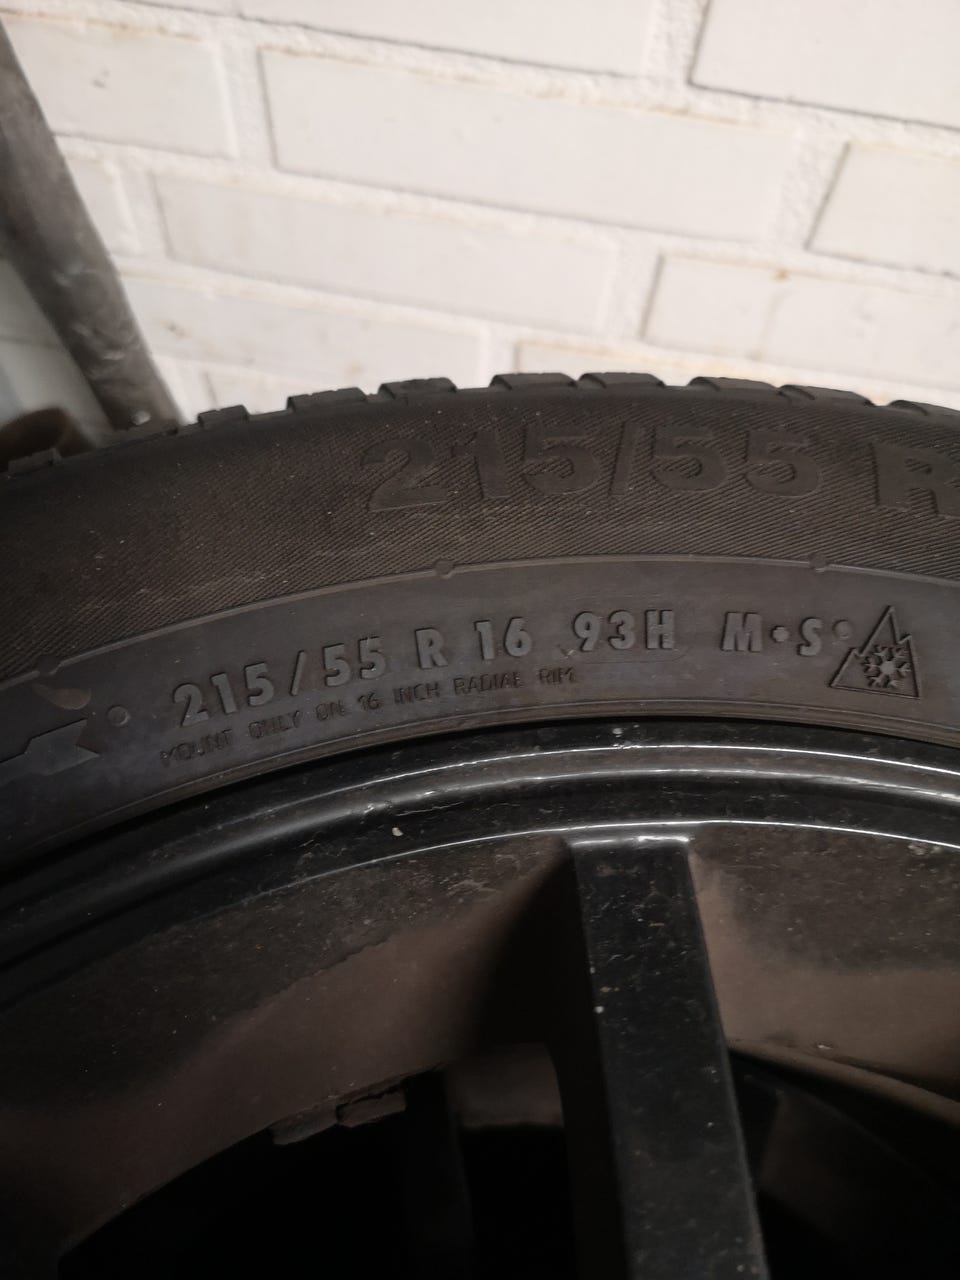 215/55 R
215/55 R 16 93H M•S
MOUNT ONLY ON 16 INCH RADIAL RIM